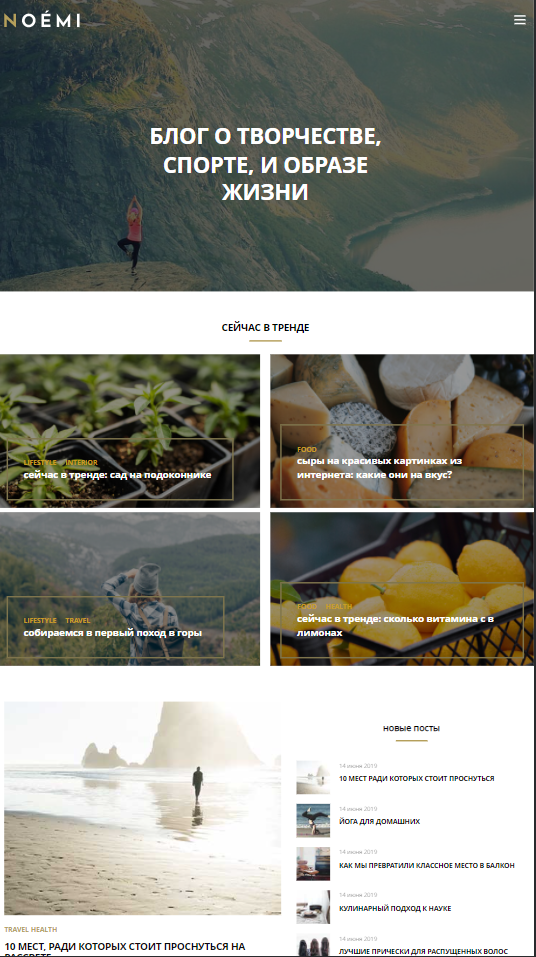 NOÉMI
БЛОГ О ТВОРЧЕСТВЕ,
СПОРТЕ, И ОБРАЗЕ
ЖИЗНИ
СЕЙЧАС В ТРЕНДЕ
LIFESTYLE INTERIOR
сейчас в тренде: сад на подоконнике
FOOD
сыры на красивых картинках из
интернета: какие они на вкус?
LIFESTYLE TRAVEL
собираемся в первый поход в горы
FOOD HEALTH
сейчас в тренде: сколько витамина с в
лимонах
TRAVEL HEALTH
10 МЕСТ, РАДИ КОТОРЫХ СТОИТ ПРОСНУТЬСЯ НА
РАССВЕТЕ
новые посты
14 июня 2019
10 МЕСТ РАДИ КОТОРЫХ СТОИТ ПРОСНУТЬСЯ
14 июня 2019
ЙОГА ДЛЯ ДОМАШНИХ
14 июня 2019
КАК МЫ ПРЕВРАТИЛИ КЛАССНОЕ МЕСТО В БАЛКОН
14 июня 2019
КУЛИНАРНЫЙ ПОДХОД К НАУКЕ
14 июня 2019
ЛУЧШИЕ ПРИЧЕСКИ ДЛЯ РАСПУЩЕННЫХ ВОЛОС